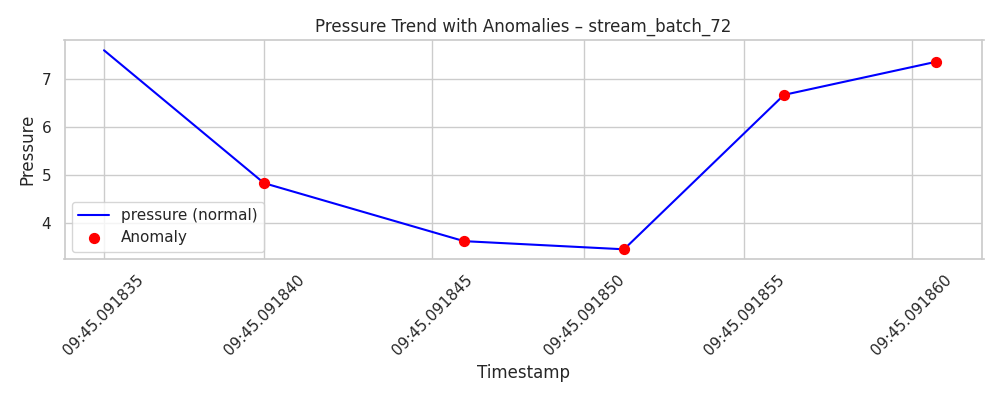 Pressure Trend with Anomalies – stream_batch_72
Pressure
7
6
5
4
pressure (normal)
Anomaly
09:45.091835
09:45.091840
09:45.091845
09:45.091850
09:45.091855
09:45.091860
Timestamp